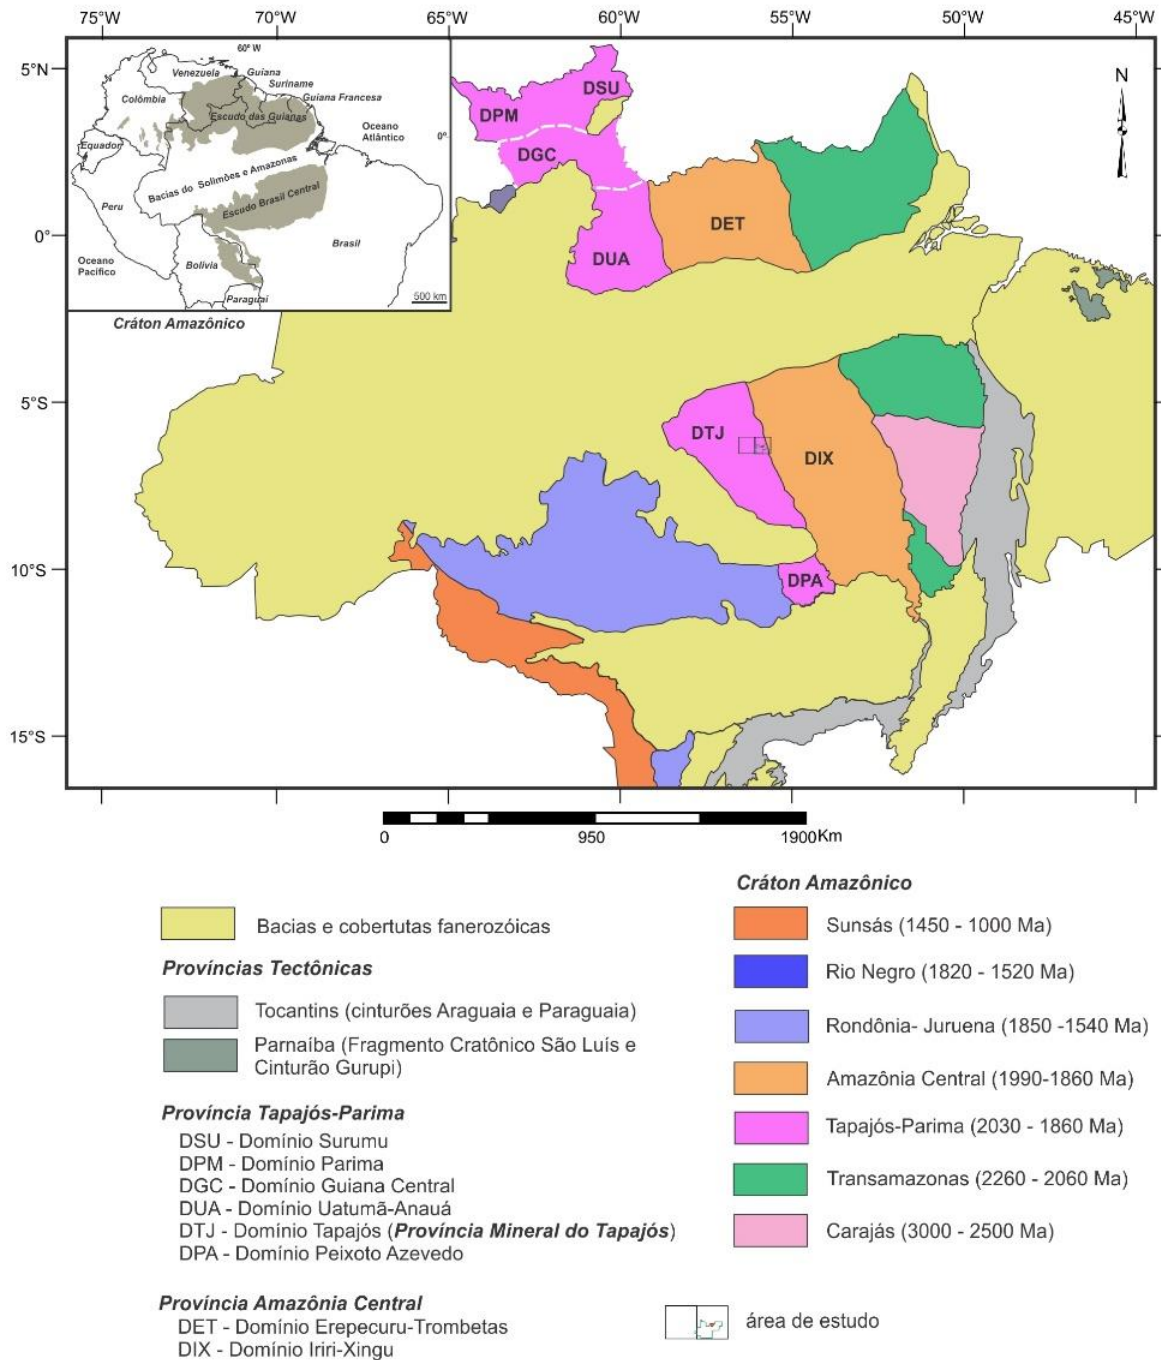 75°W 70°W 65°W 60°W 55°W 50°W 45°W
60° W
Venezuela
Guiana
Suriname
Guiana Francesa
Colômbia
Escudo das Guianas
Oceano
Atlântico
0°
Equador
Bacias do Solimões e Amazonas
Peru
Escudo Brasil Central
Brasil
Bolívia
Oceano
Pacífico
Paraguai
500 km
Cráton Amazônico
N
5°N
0°
5°S
10°S
15°S
DSU
DPM
DGC
DET
DUA
DTJ
DIX
DPA
0 950 1900Km
Bacias e cobertutas fanerozóicas
Províncias Tectônicas
Tocantins (cinturões Araguaia e Paraguaia)
Parnaíba (Fragmento Cratônico São Luís e
Cinturão Gurupi)
Província Tapajós-Parima
DSU - Domínio Surumu
DPM - Domínio Parima
DGC - Domínio Guiana Central
DUA - Domínio Uatumã-Anauá
DTJ - Domínio Tapajós (Província Mineral do Tapajós)
DPA - Domínio Peixoto Azevedo
Província Amazônia Central
DET - Domínio Erepecuru-Trombetas
DIX - Domínio Iriri-Xingu
Cráton Amazônico
Sunsás (1450 - 1000 Ma)
Rio Negro (1820 - 1520 Ma)
Rondônia- Juruena (1850 -1540 Ma)
Amazônia Central (1990-1860 Ma)
Tapajós-Parima (2030 - 1860 Ma)
Transamazonas (2260 - 2060 Ma)
Carajás (3000 - 2500 Ma)
área de estudo